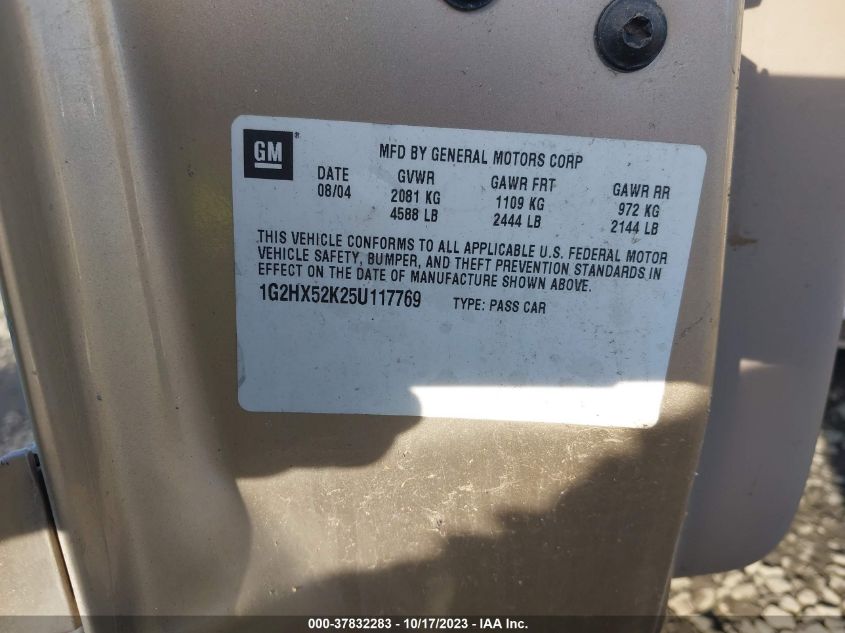 GM
MFD BY GENERAL MOTORS CORP
DATE GVWR GAWR FRT GAWR RR
08/04 2081 KG 1109 KG 972 KG
4588 LB 2444 LB 2144 LB
THIS VEHICLE CONFORMS TO ALL APPLICABLE U.S. FEDERAL MOTOR
VEHICLE SAFETY, BUMPER, AND THEFT PREVENTION STANDARDS IN
EFFECT ON THE DATE OF MANUFACTURE SHOWN ABOVE.
1G2HX52K25U117769 TYPE: PASS CAR
000-37832283 - 10/17/2023 - IAA Inc.